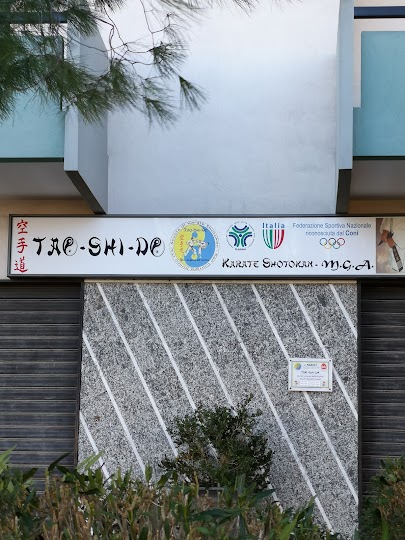 空手道
TAO-SHI-DO
Italia
Federazione Sportiva Nazionale
riconosciuta dal Coni
KARATE SHOTOKAN - M.G.A.